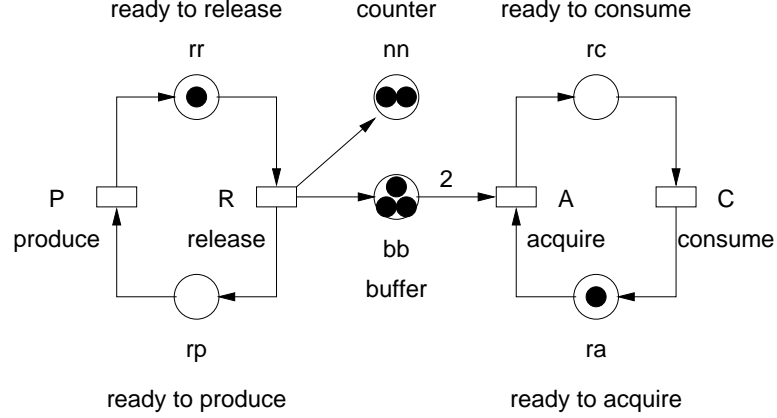 ready to release
counter
ready to consume
rr
nn
rc
P
R
2
A
C
produce
release
acquire
consume
bb
buffer
rp
ra
ready to produce
ready to acquire